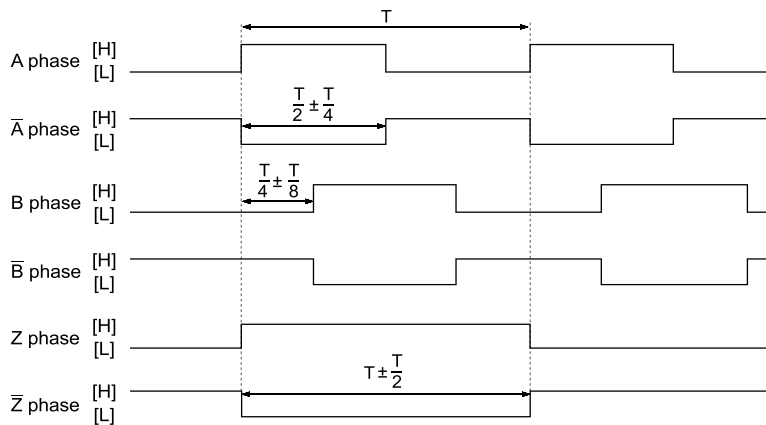 T
A phase [H]
[L]
T/2 ± T/4
A̅ phase [H]
[L]
T/4 ± T/8
B phase [H]
[L]
B̅ phase [H]
[L]
Z phase [H]
[L]
T ± T/2
Z̅ phase [H]
[L]